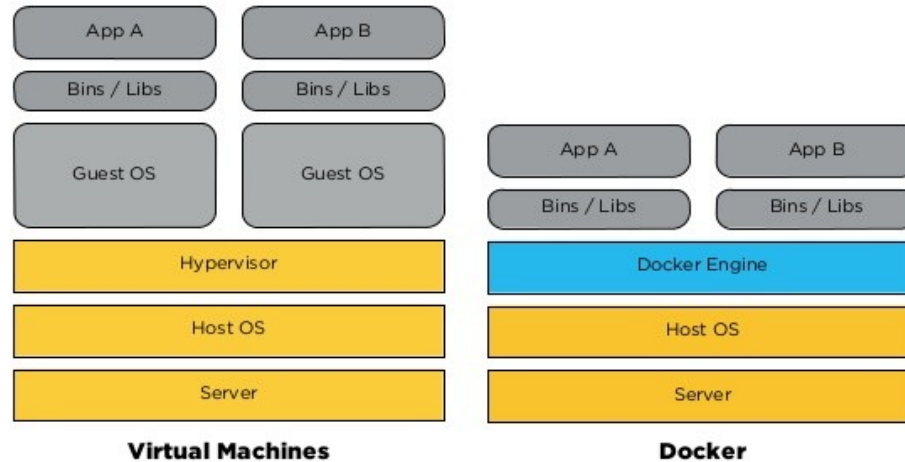 App A
App B
Bins / Libs
Bins / Libs
Guest OS
Guest OS
Hypervisor
Host OS
Server
Virtual Machines
App A
App B
Bins / Libs
Bins / Libs
Docker Engine
Host OS
Server
Docker